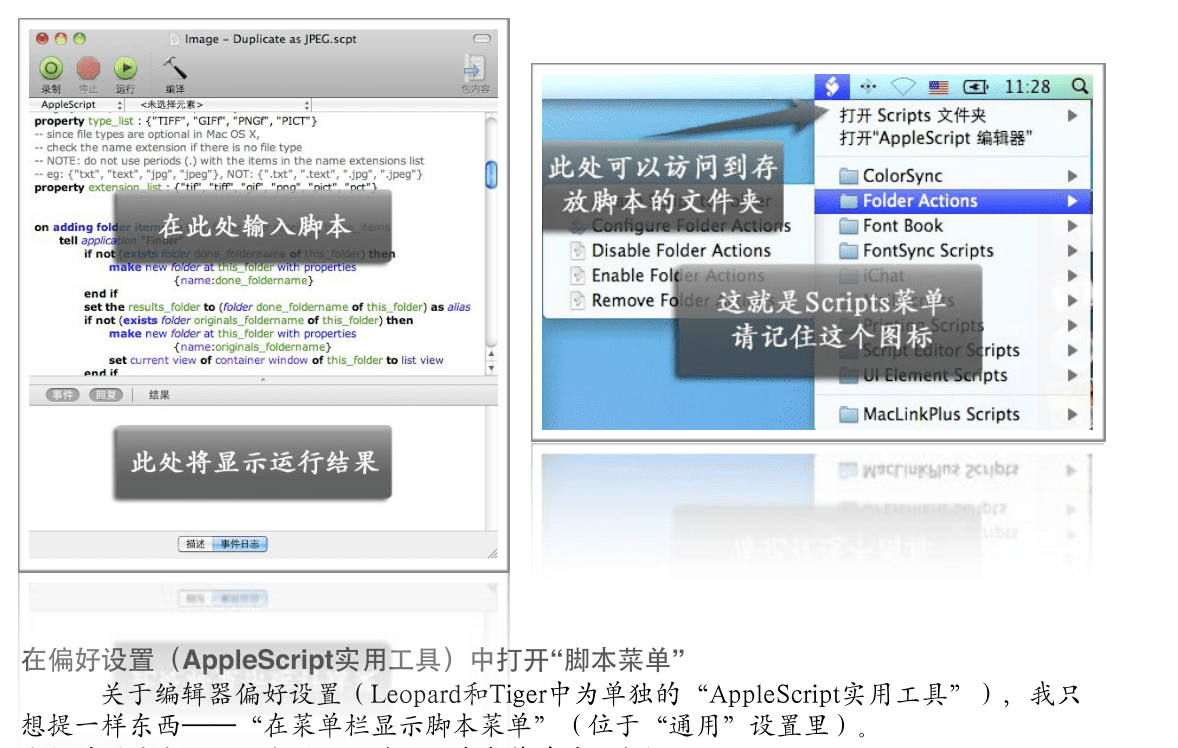 Image - Duplicate as JPEG.scpt
录制 停止 运行 编译 包内容
AppleScript <未选择元素>
property type_list : {"TIFF", "GIFf", "PNGf", "PICT"}
-- since file types are optional in Mac OS X,
-- check the name extension if there is no file type
-- NOTE: do not use periods (.) with the items in the name extensions list
-- eg: {"txt", "text", "jpg", "jpeg"}, NOT: {".txt", ".text", ".jpg", ".jpeg"}
property extension_list : {"tif", "tiff", "gif", "png", "pict", "pct"}
on adding folder
在此处输入脚本
tell application "Finder"
if not (exists folder done_foldername of this_folder) then
make new folder at this_folder with properties
{name:done_foldername}
end if
set the results_folder to (folder done_foldername of this_folder) as alias
if not (exists folder originals_foldername of this_folder) then
make new folder at this_folder with properties
{name:originals_foldername}
set current view of container window of this_folder to list view
end if
事件 回复 结果
此处将显示运行结果
描述 事件日志
11:28
打开 Scripts 文件夹
打开"AppleScript 编辑器"
此处可以访问到存
放脚本的文件夹
ColorSync
Folder Actions
Font Book
FontSync Scripts
iChat
Printing Scripts
Script Editor Scripts
UI Element Scripts
MacLinkPlus Scripts
Configure Folder Actions
Disable Folder Actions
Enable Folder Actions
Remove Folder Actions
这就是Scripts菜单
请记住这个图标
在偏好设置（AppleScript实用工具）中打开“脚本菜单”
关于编辑器偏好设置（Leopard和Tiger中为单独的“AppleScript实用工具”），我只
想提一样东西——“在菜单栏显示脚本菜单”（位于“通用”设置里）。